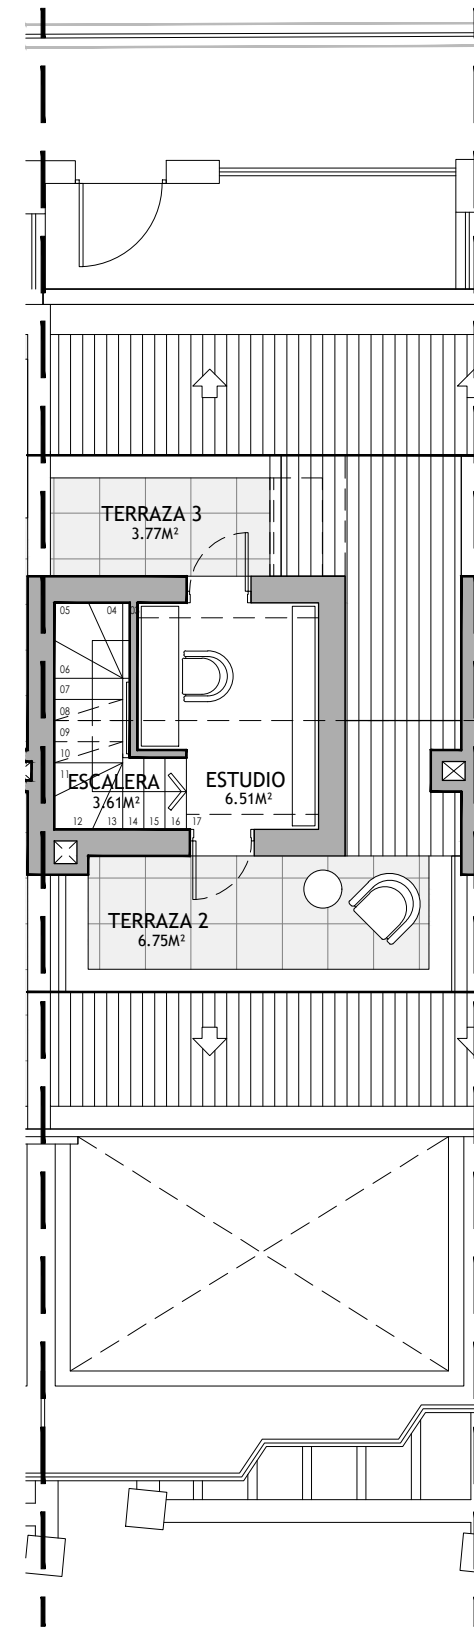 TERRAZA 3
3.77M²
05 04 03
06
07
08
09
10
11
ESCALERA
3.61M²
ESTUDIO
6.51M²
12 13 14 15 16 17
TERRAZA 2
6.75M²